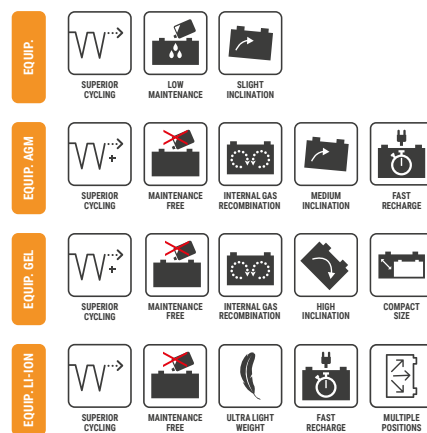 EQUIP.
SUPERIOR CYCLING
LOW MAINTENANCE
SLIGHT INCLINATION
EQUIP. AGM
SUPERIOR CYCLING
MAINTENANCE FREE
INTERNAL GAS RECOMBINATION
MEDIUM INCLINATION
FAST RECHARGE
EQUIP. GEL
SUPERIOR CYCLING
MAINTENANCE FREE
INTERNAL GAS RECOMBINATION
HIGH INCLINATION
COMPACT SIZE
EQUIP. LI-ION
SUPERIOR CYCLING
MAINTENANCE FREE
ULTRA LIGHT WEIGHT
FAST RECHARGE
MULTIPLE POSITIONS